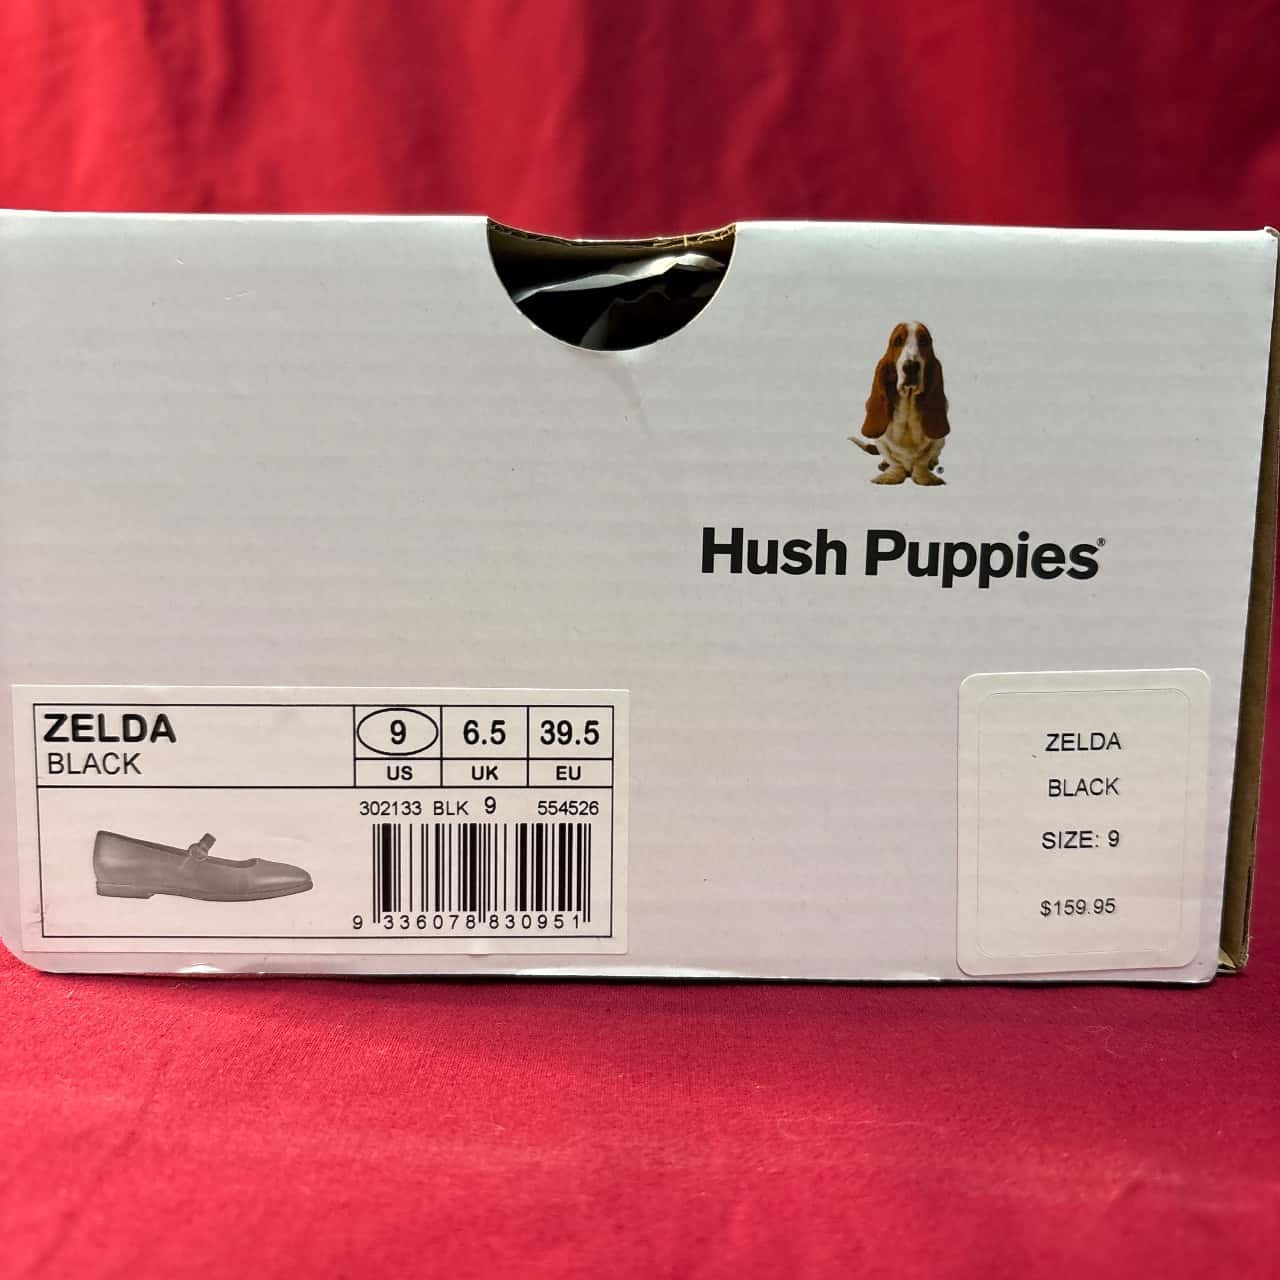 Hush Puppies®
ZELDA
BLACK
9 6.5 39.5
US UK EU
302133 BLK 9 554526
9 336078 830951
ZELDA
BLACK
SIZE: 9
$159.95